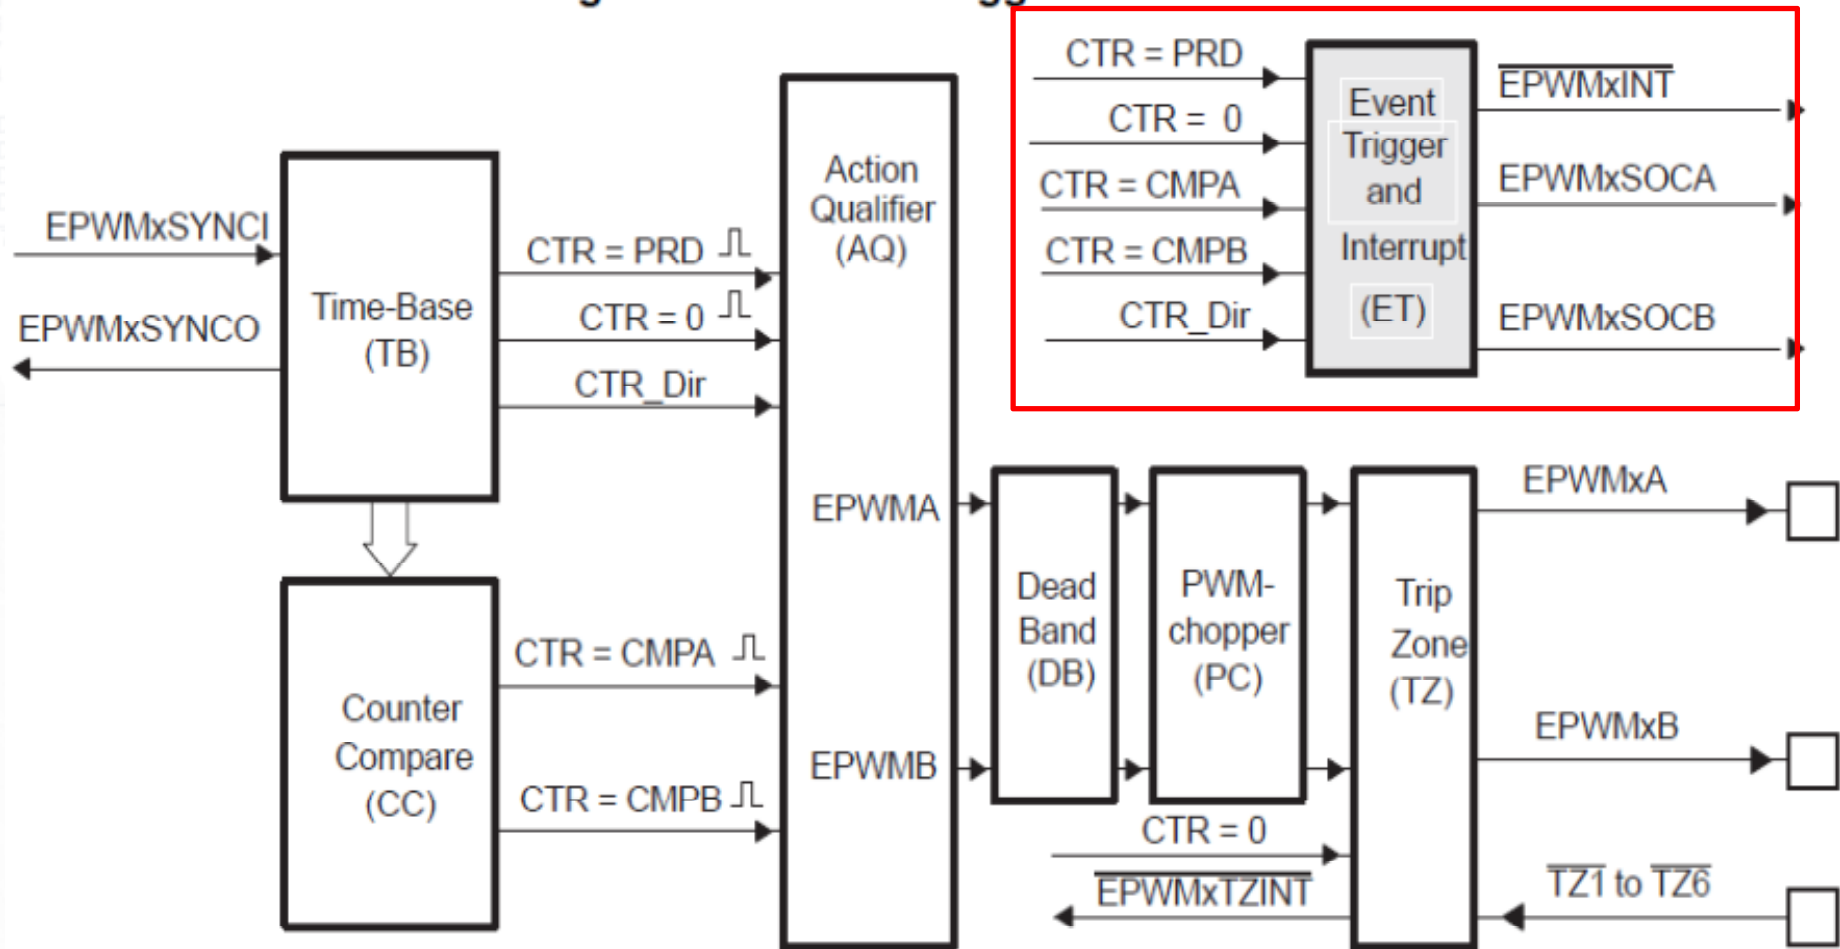 CTR = PRD
CTR = 0
CTR = CMPA
CTR = CMPB
CTR_Dir
Event
Trigger
and
Interrupt
(ET)
EPWMxINT
EPWMxSOCA
EPWMxSOCB
EPWMxSYNCI
EPWMxSYNCO
Time-Base
(TB)
CTR = PRD
CTR = 0
CTR_Dir
Action
Qualifier
(AQ)
EPWMA
EPWMB
Counter
Compare
(CC)
CTR = CMPA
CTR = CMPB
Dead
Band
(DB)
PWM-
chopper
(PC)
Trip
Zone
(TZ)
EPWMxA
EPWMxB
CTR = 0
EPWMxTZINT
TZ1 to TZ6